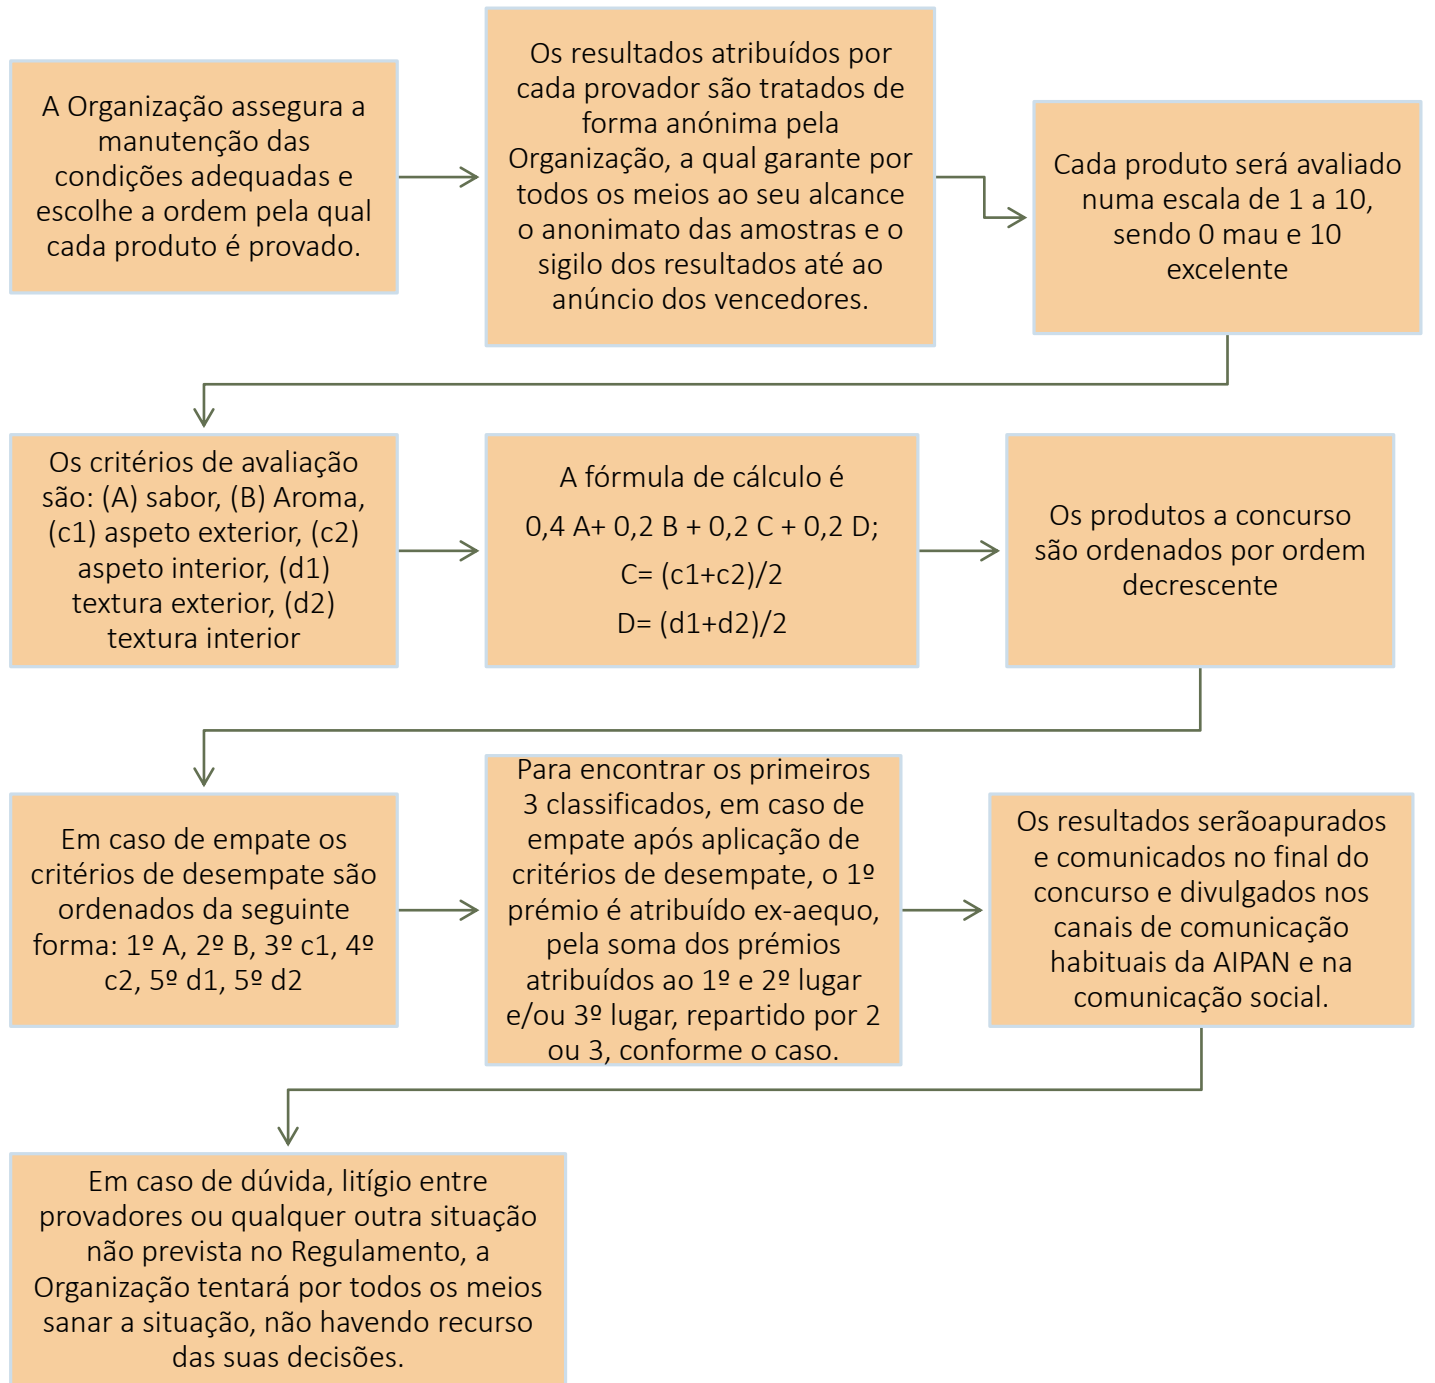 A Organização assegura a
manutenção das
condições adequadas e
escolhe a ordem pela qual
cada produto é provado.
Os resultados atribuídos por
cada provador são tratados de
forma anónima pela
Organização, a qual garante por
todos os meios ao seu alcance
o anonimato das amostras e o
sigilo dos resultados até ao
anúncio dos vencedores.
Cada produto será avaliado
numa escala de 1 a 10,
sendo 0 mau e 10
excelente
Os critérios de avaliação
são: (A) sabor, (B) Aroma,
(c1) aspeto exterior, (c2)
aspeto interior, (d1)
textura exterior, (d2)
textura interior
A fórmula de cálculo é
0,4 A+ 0,2 B + 0,2 C + 0,2 D;
C= (c1+c2)/2
D= (d1+d2)/2
Os produtos a concurso
são ordenados por ordem
decrescente
Em caso de empate os
critérios de desempate são
ordenados da seguinte
forma: 1º A, 2º B, 3º c1, 4º
c2, 5º d1, 5º d2
Para encontrar os primeiros
3 classificados, em caso de
empate após aplicação de
critérios de desempate, o 1º
prémio é atribuído ex-aequo,
pela soma dos prémios
atribuídos ao 1º e 2º lugar
e/ou 3º lugar, repartido por 2
ou 3, conforme o caso.
Os resultados serãoapurados
e comunicados no final do
concurso e divulgados nos
canais de comunicação
habituais da AIPAN e na
comunicação social.
Em caso de dúvida, litígio entre
provadores ou qualquer outra situação
não prevista no Regulamento, a
Organização tentará por todos os meios
sanar a situação, não havendo recurso
das suas decisões.